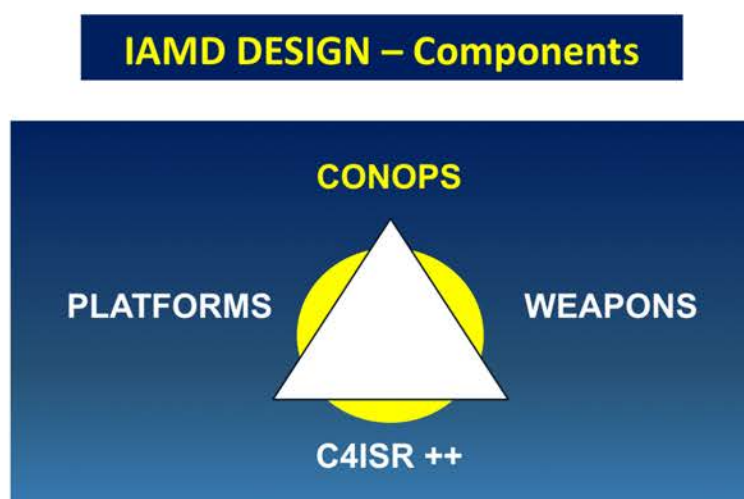 IAMD DESIGN – Components
CONOPS
PLATFORMS
WEAPONS
C4ISR ++